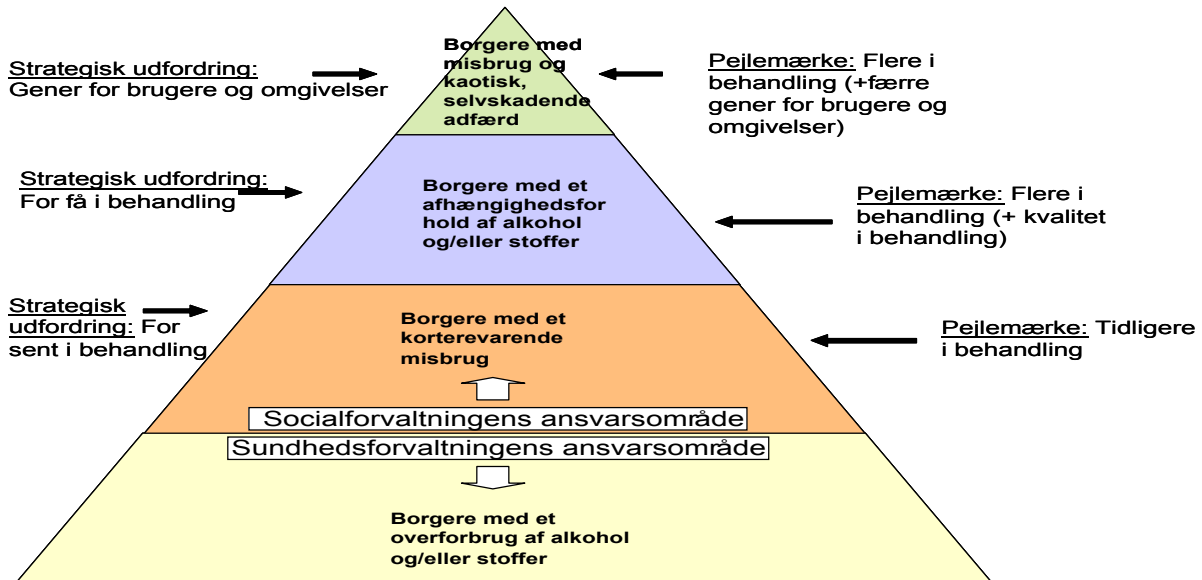 Strategisk udfordring:
Gener for brugere og omgivelser
Borgere med
misbrug og
kaotisk,
selvskadende
adfærd
Pejlemærke: Flere i
behandling (+færre
gener for brugere og
omgivelser)
Strategisk udfordring:
For få i behandling
Borgere med et
afhængighedsfor
hold af alkohol
og/eller stoffer
Pejlemærke: Flere i
behandling (+ kvalitet
i behandling)
Strategisk
udfordring: For
sent i behandling
Borgere med et
korterevarende
misbrug
Pejlemærke: Tidligere
i behandling
Socialforvaltningens ansvarsområde
Sundhedsforvaltningens ansvarsområde
Borgere med et
overforbrug af alkohol
og/eller stoffer